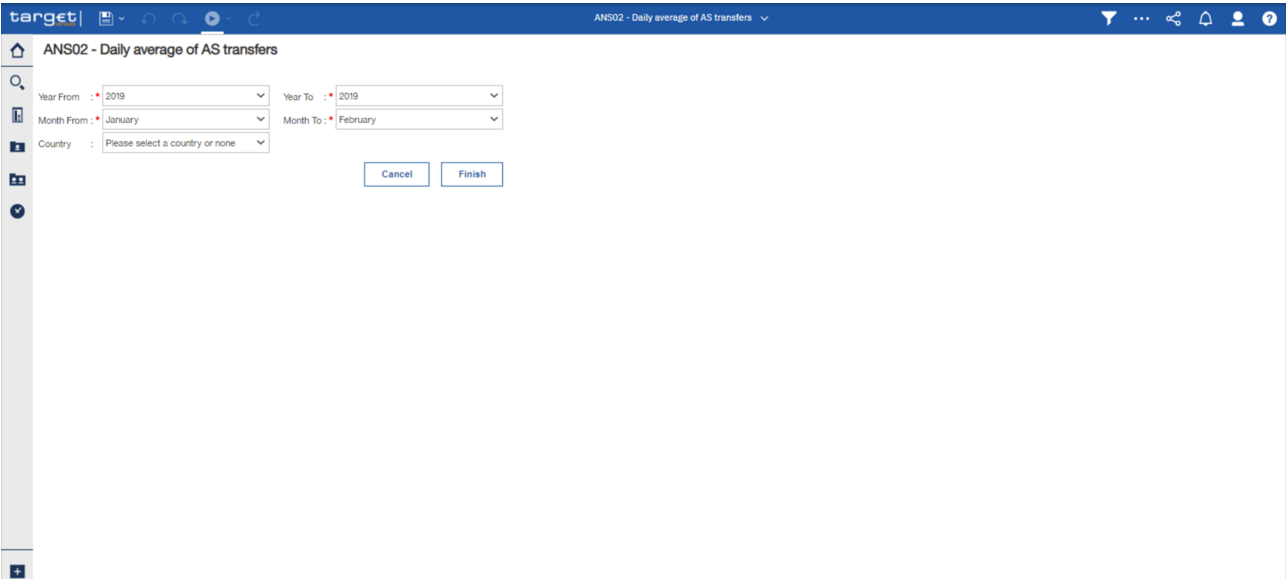 target|
ANS02 - Daily average of AS transfers
ANS02 - Daily average of AS transfers
Year From :* 2019 Year To :* 2019
Month From :* January Month To :* February
Country : Please select a country or none
Cancel Finish